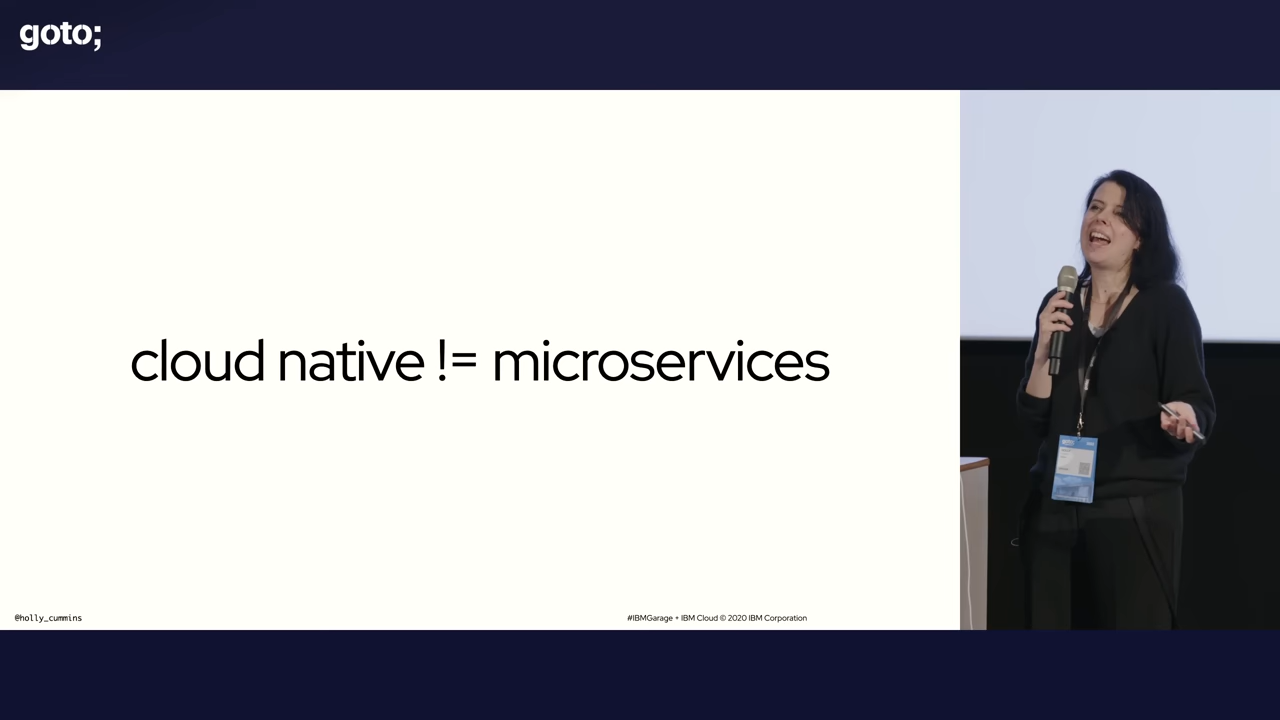 goto;
cloud native != microservices
@holly_cummins
#IBMGarage + IBM Cloud © 2020 IBM Corporation